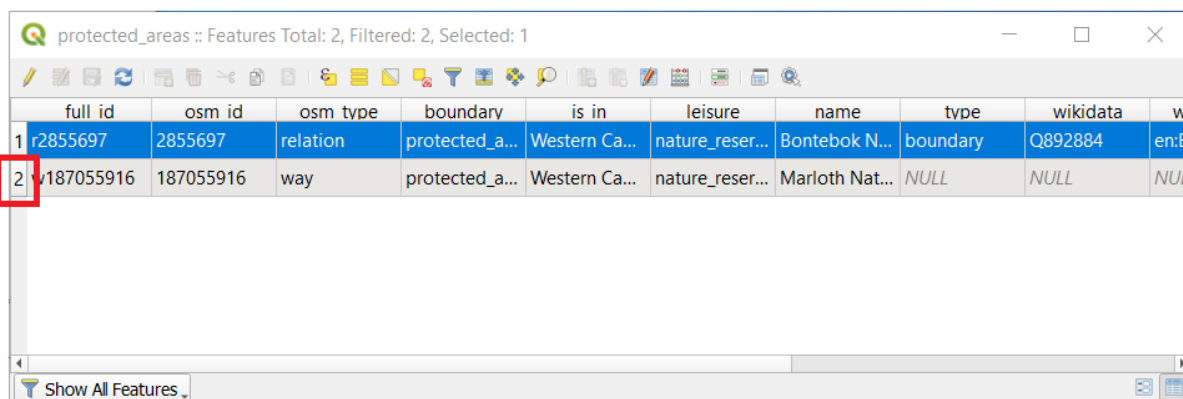 protected_areas :: Features Total: 2, Filtered: 2, Selected: 1
full_id osm_id osm_type boundary is_in leisure name type wikidata w
1 r2855697 2855697 relation protected_a... Western Ca... nature_reser... Bontebok N... boundary Q892884 en:B
2 w187055916 187055916 way protected_a... Western Ca... nature_reser... Marloth Nat... NULL NULL NUL
Show All Features